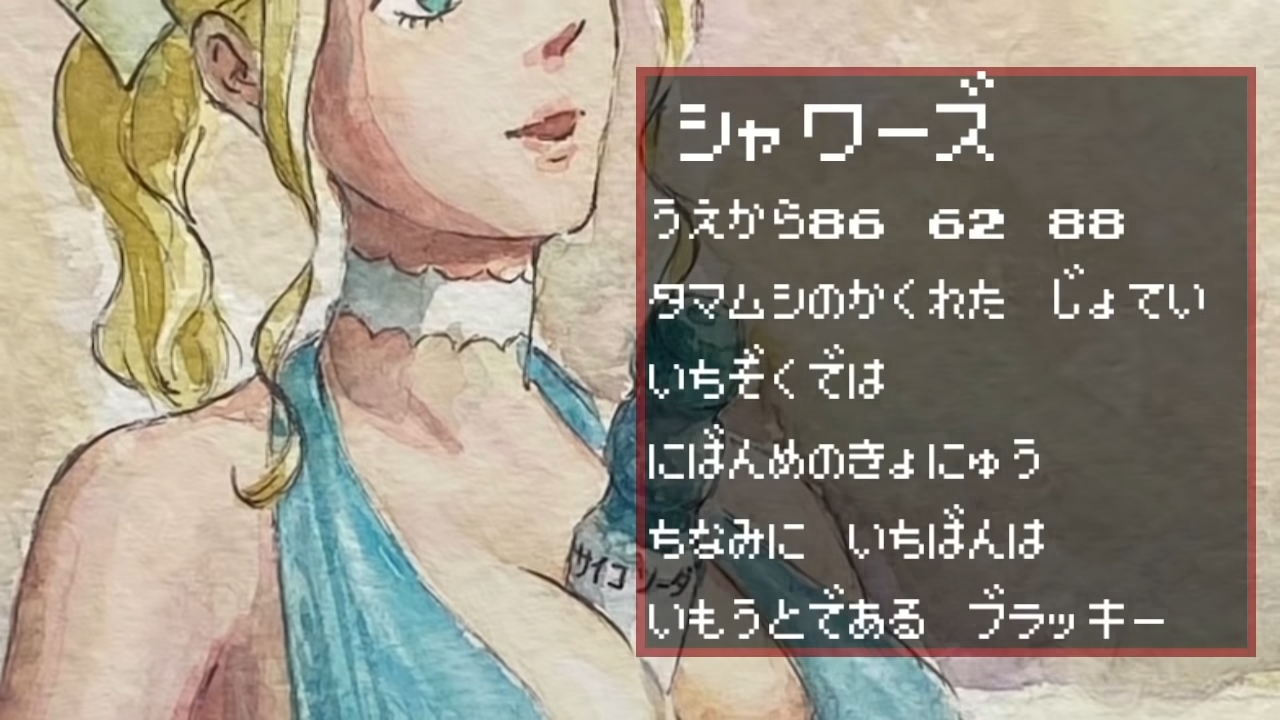 シャワーズ
うえから86 62 88
タマムシのかくれた じょてい
いちぞくでは
にばんめのきょにゅう
ちなみに いちばんは
いもうとである ブラッキー
サイコソーダ